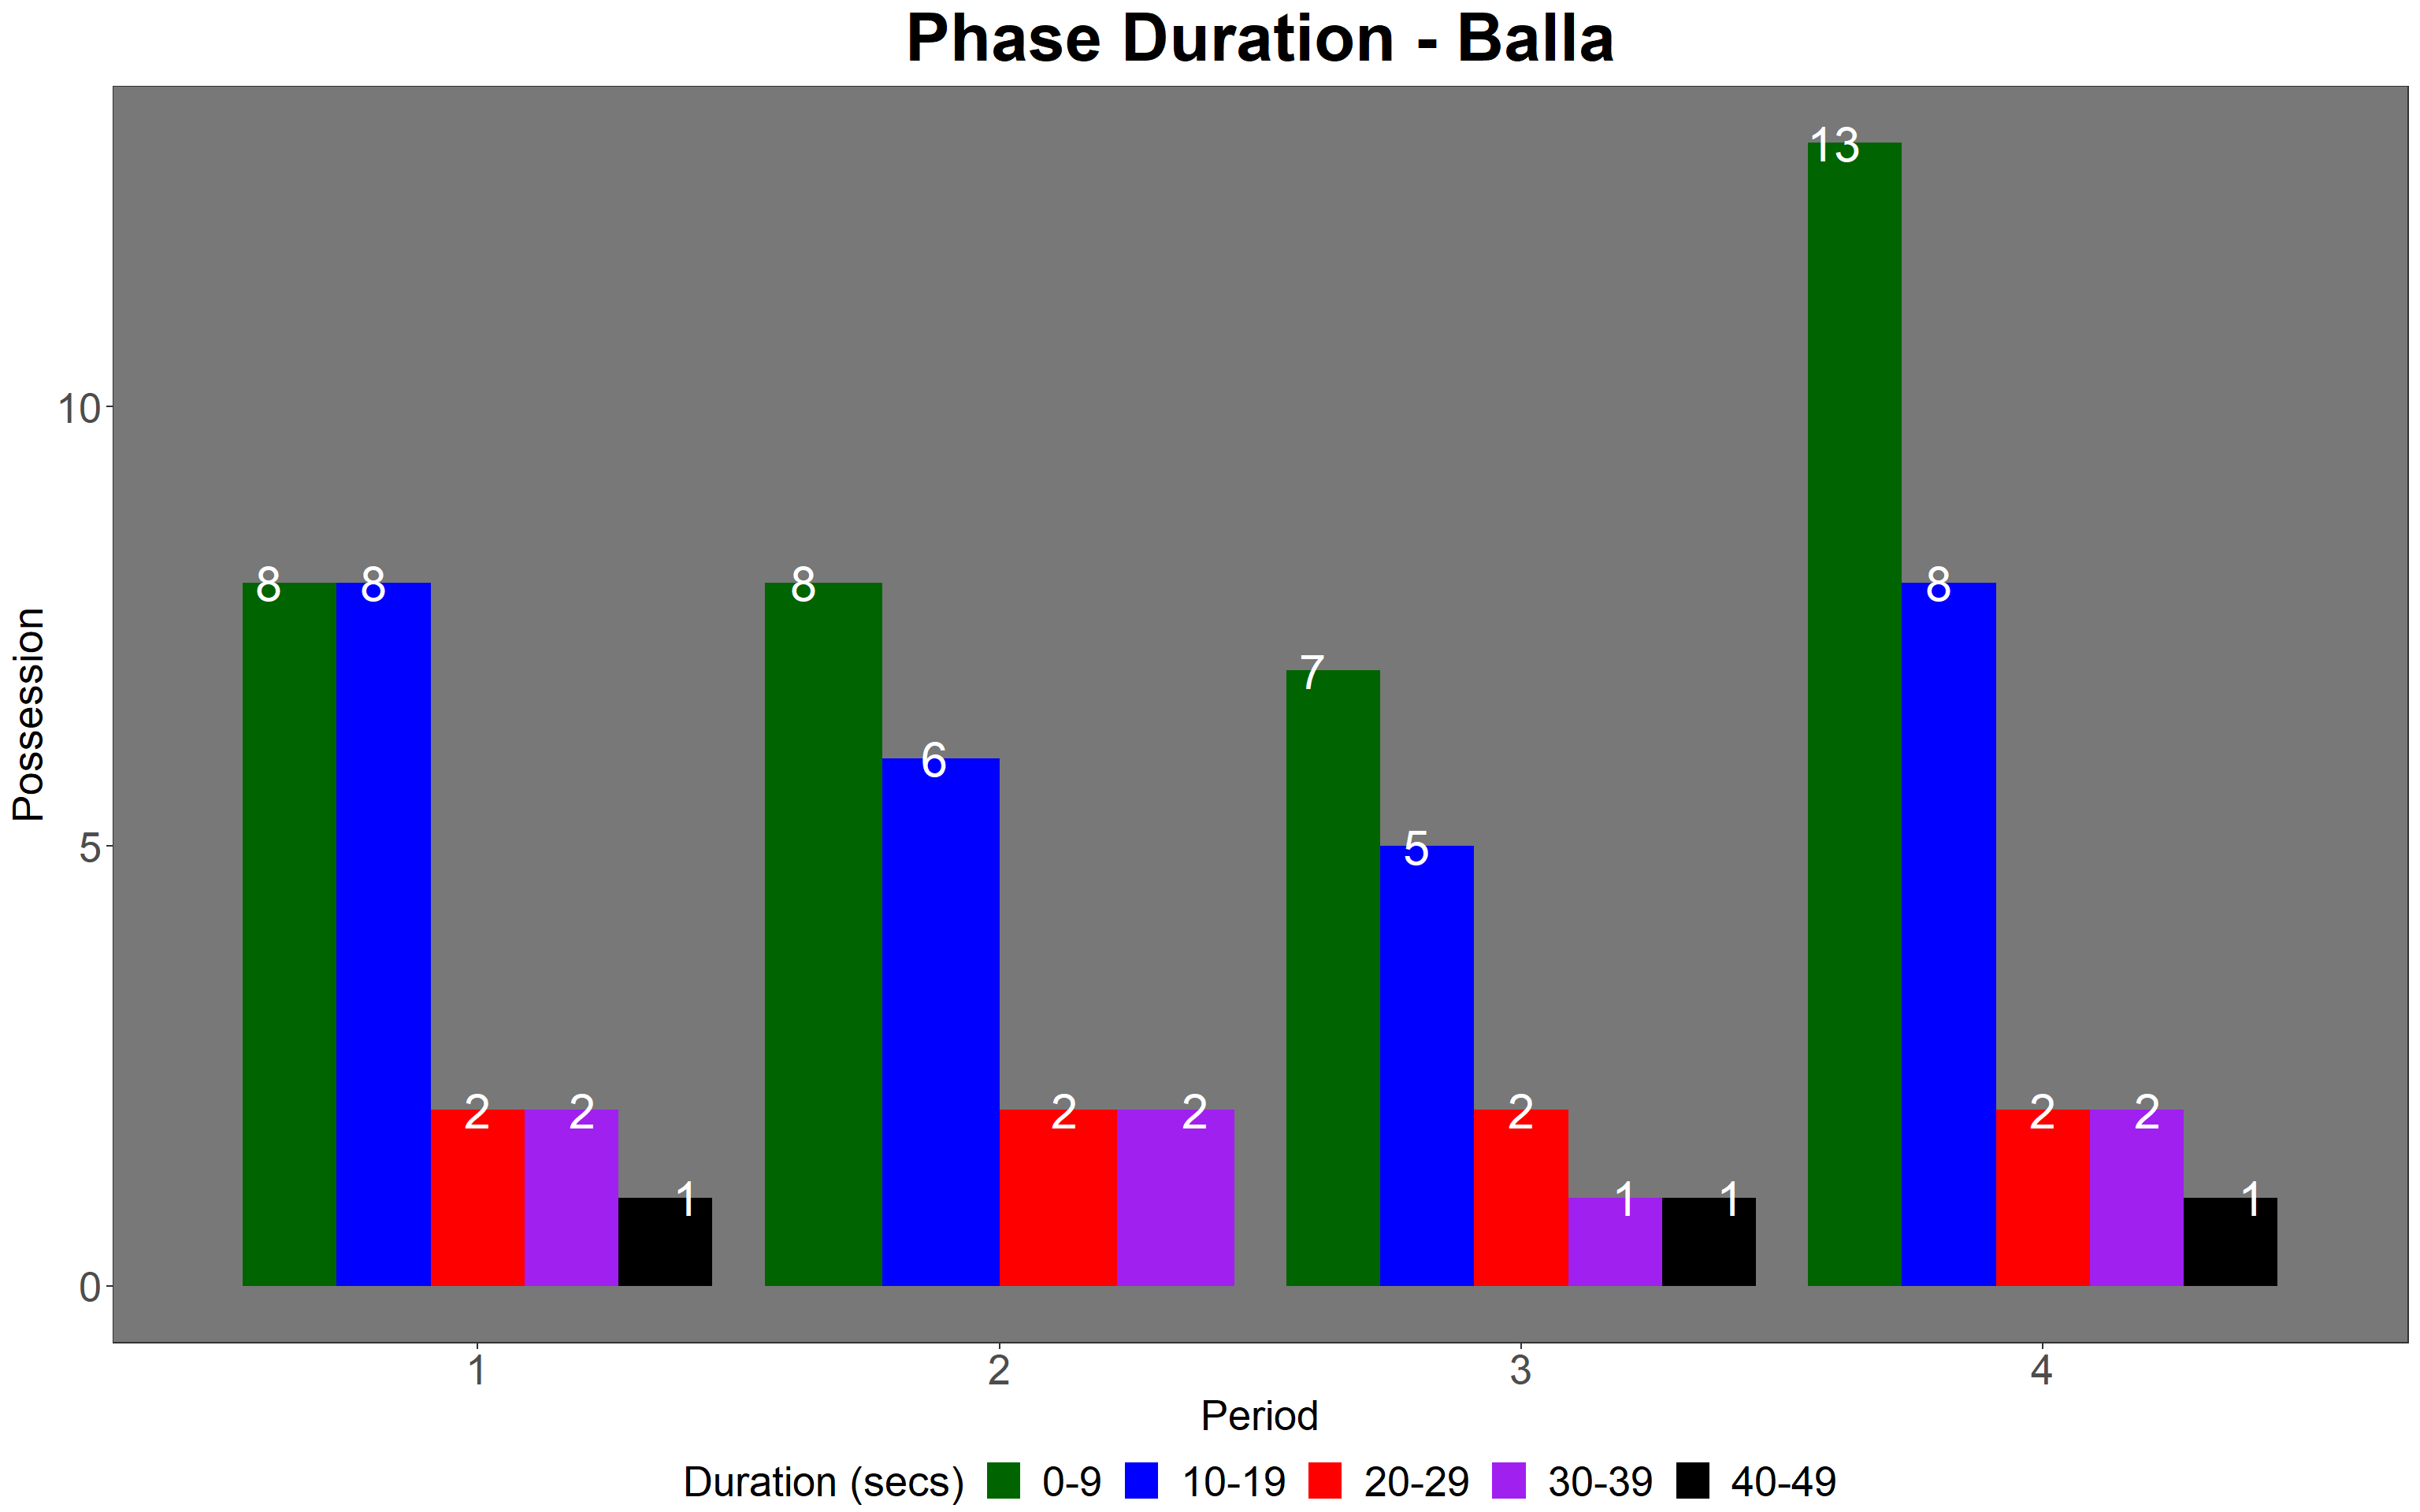 Phase Duration - Balla
13
10
8 8 8 8
7
6
5 5
2 2 2 2 2 2 2
1 1 1 1
0
1 2 3 4
Possession
Period
Duration (secs) 0-9 10-19 20-29 30-39 40-49